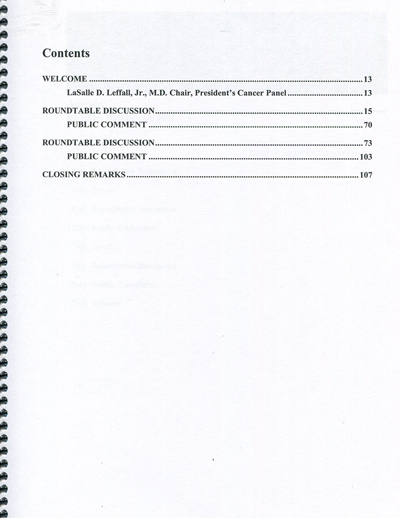 Contents
WELCOME ........................................................................................................ 13
LaSalle D. Leffall, Jr., M.D. Chair, President's Cancer Panel ............................ 13
ROUNDTABLE DISCUSSION ............................................................................. 15
PUBLIC COMMENT ............................................................................. 70
ROUNDTABLE DISCUSSION ............................................................................. 73
PUBLIC COMMENT ............................................................................. 103
CLOSING REMARKS ....................................................................................... 107